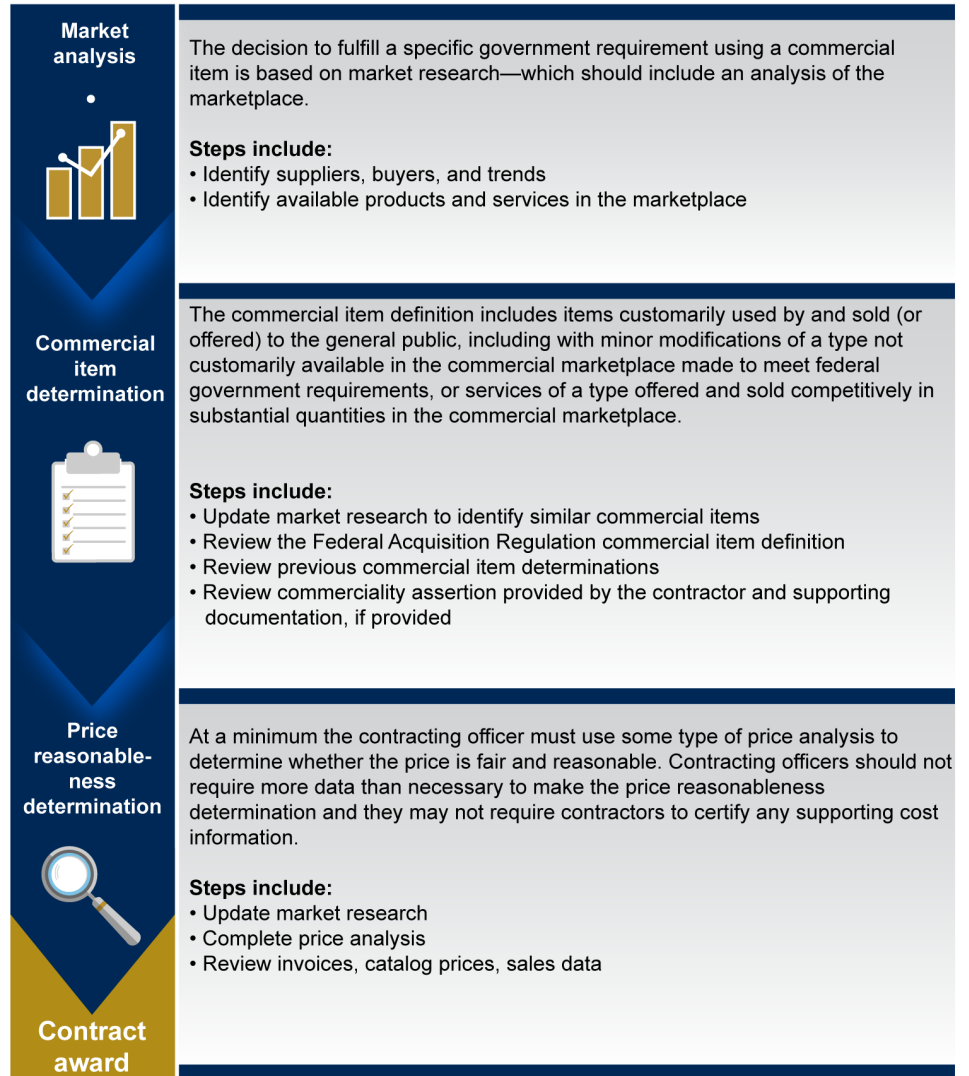 Market
analysis
The decision to fulfill a specific government requirement using a commercial
item is based on market research—which should include an analysis of the
marketplace.
Steps include:
• Identify suppliers, buyers, and trends
• Identify available products and services in the marketplace
Commercial
item
determination
The commercial item definition includes items customarily used by and sold (or
offered) to the general public, including with minor modifications of a type not
customarily available in the commercial marketplace made to meet federal
government requirements, or services of a type offered and sold competitively in
substantial quantities in the commercial marketplace.
Steps include:
• Update market research to identify similar commercial items
• Review the Federal Acquisition Regulation commercial item definition
• Review previous commercial item determinations
• Review commerciality assertion provided by the contractor and supporting
documentation, if provided
Price
reasonable-
ness
determination
At a minimum the contracting officer must use some type of price analysis to
determine whether the price is fair and reasonable. Contracting officers should not
require more data than necessary to make the price reasonableness
determination and they may not require contractors to certify any supporting cost
information.
Steps include:
• Update market research
• Complete price analysis
• Review invoices, catalog prices, sales data
Contract
award